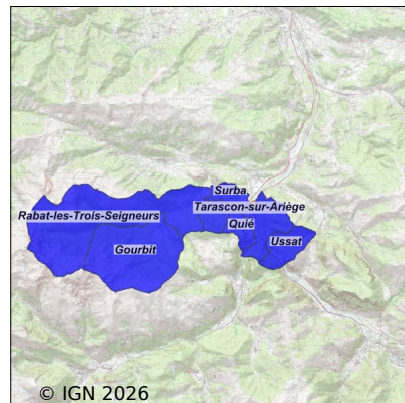 Surba
Tarascon-sur-Ariège
Rabat-les-Trois-Seigneurs
Quié
Ussat
Gourbit
© IGN 2026